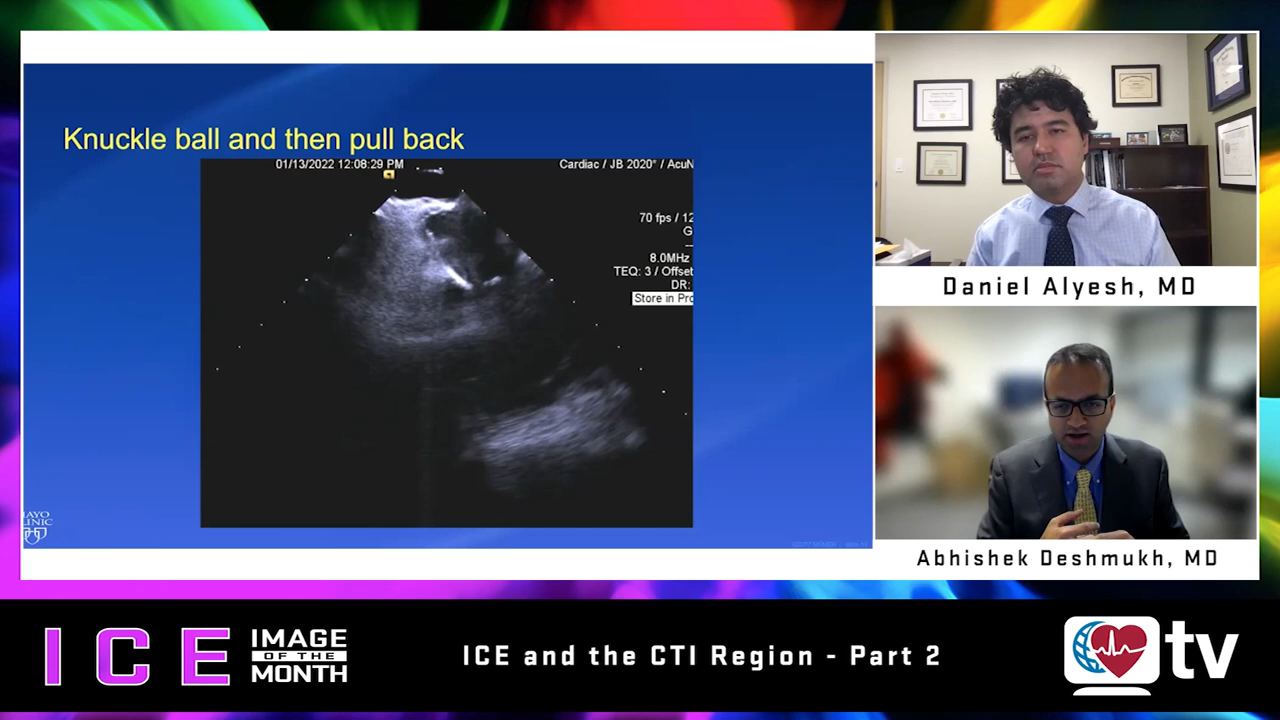 Knuckle ball and then pull back
01/13/2022 12:08:29 PM
Cardiac / JB 2020° / AcuN
70 fps / 12
G
--
8.0MHz
TEQ: 3 / Offset
DR:
Store in Pro
AYO
LINIC
Daniel Alyesh, MD
Abhishek Deshmukh, MD
ICE IMAGE OF THE MONTH
ICE and the CTI Region - Part 2
tv